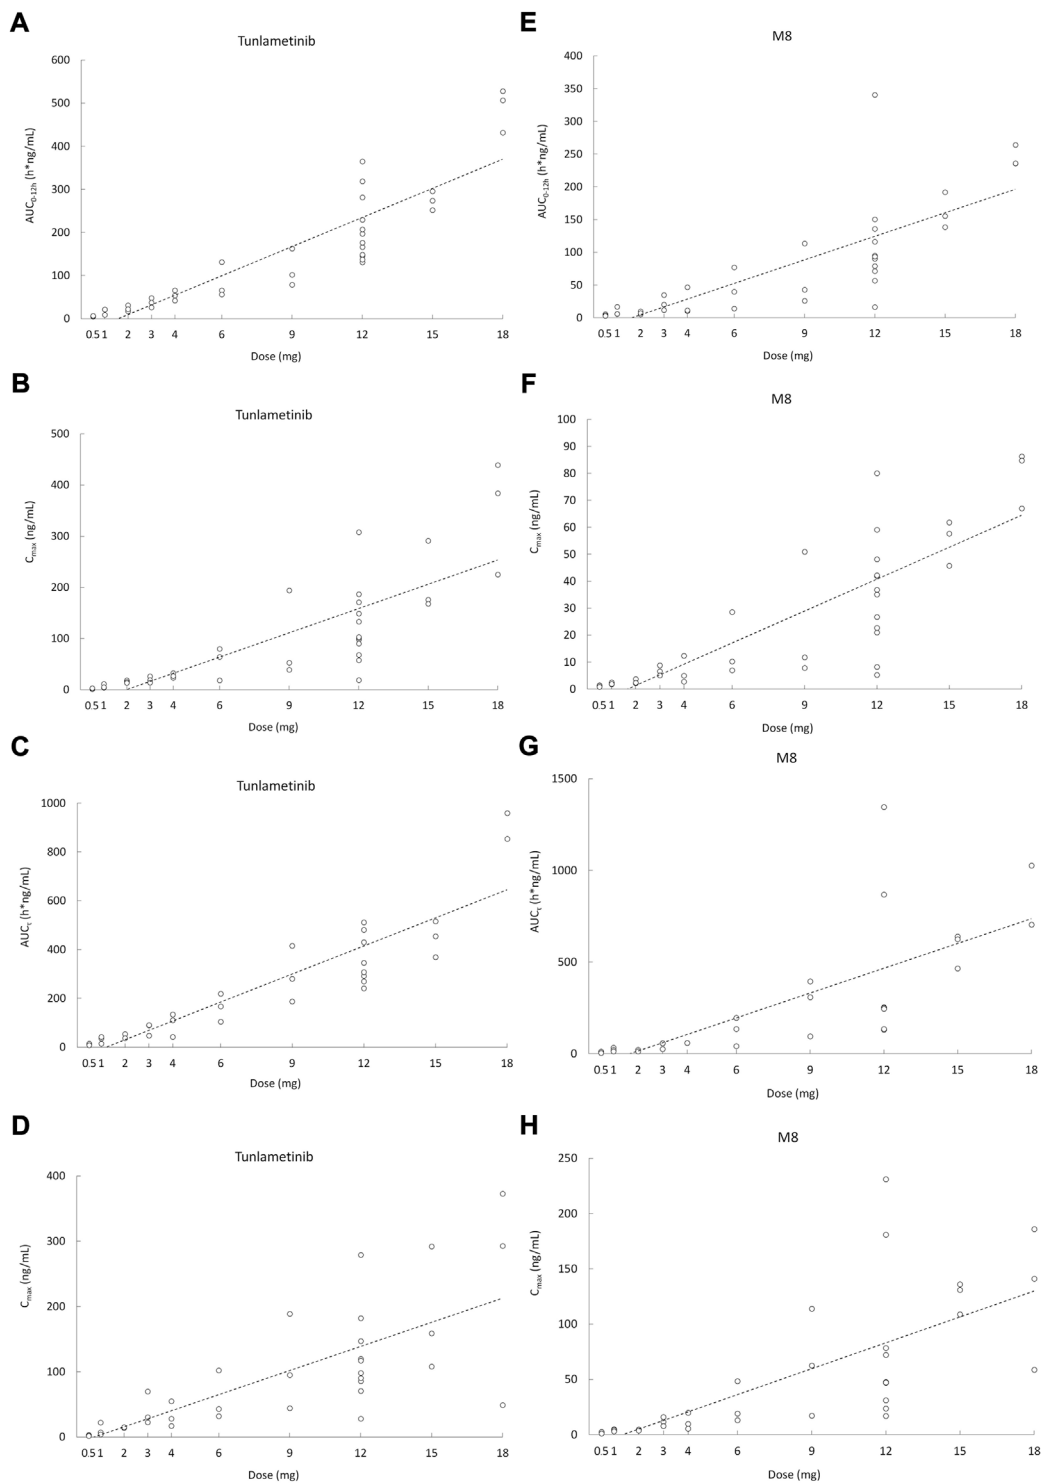 A
Tunlametinib
AUC0-12h (h*ng/mL)
600
500
400
300
200
100
0
0.5 1 2 3 4 6 9 12 15 18
Dose (mg)
B
Tunlametinib
Cmax (ng/mL)
500
400
300
200
100
0
0.5 1 2 3 4 6 9 12 15 18
Dose (mg)
C
Tunlametinib
AUCτ (h*ng/mL)
1000
800
600
400
200
0
0.5 1 2 3 4 6 9 12 15 18
Dose (mg)
D
Tunlametinib
Cmax (ng/mL)
400
300
200
100
0
0.5 1 2 3 4 6 9 12 15 18
Dose (mg)
E
M8
AUC0-12h (h*ng/mL)
400
350
300
250
200
150
100
50
0
0.5 1 2 3 4 6 9 12 15 18
Dose (mg)
F
M8
Cmax (ng/mL)
100
90
80
70
60
50
40
30
20
10
0
0.5 1 2 3 4 6 9 12 15 18
Dose (mg)
G
M8
AUCτ (h*ng/mL)
1500
1000
500
0
0.5 1 2 3 4 6 9 12 15 18
Dose (mg)
H
M8
Cmax (ng/mL)
250
200
150
100
50
0
0.5 1 2 3 4 6 9 12 15 18
Dose (mg)